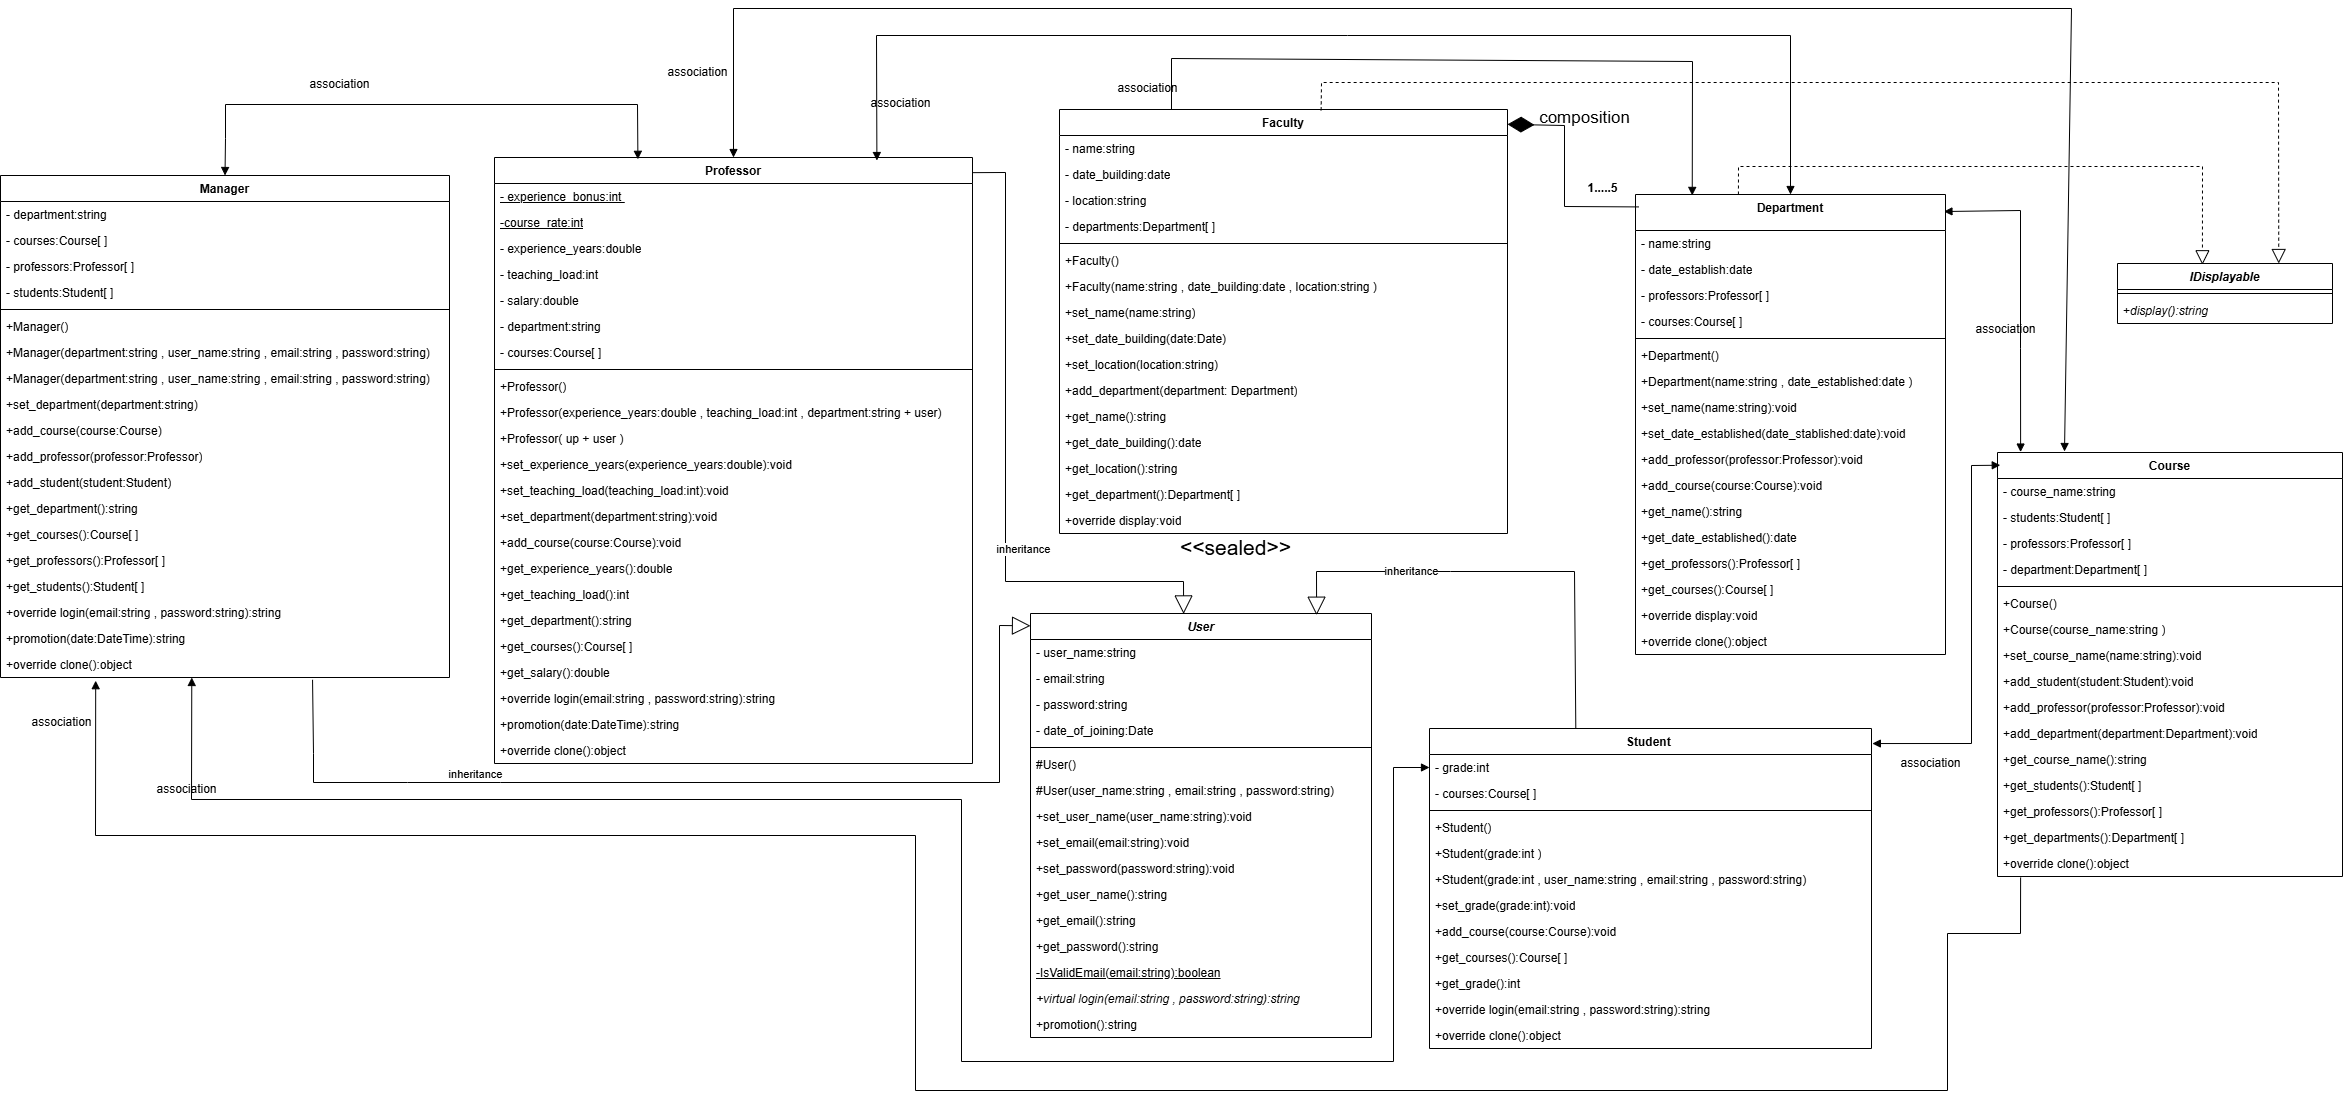 association
association
association
association
composition
1.....5
Manager
- department:string
- courses:Course[ ]
- professors:Professor[ ]
- students:Student[ ]
+Manager()
+Manager(department:string , user_name:string , email:string , password:string)
+Manager(department:string , user_name:string , email:string , password:string)
+set_department(department:string)
+add_course(course:Course)
+add_professor(professor:Professor)
+add_student(student:Student)
+get_department():string
+get_courses():Course[ ]
+get_professors():Professor[ ]
+get_students():Student[ ]
+override login(email:string , password:string):string
+promotion(date:DateTime):string
+override clone():object
association
association
inheritance
Professor
- experience_bonus:int
-course_rate:int
- experience_years:double
- teaching_load:int
- salary:double
- department:string
- courses:Course[ ]
+Professor()
+Professor(experience_years:double , teaching_load:int , department:string + user)
+Professor( up + user )
+set_experience_years(experience_years:double):void
+set_teaching_load(teaching_load:int):void
+set_department(department:string):void
+add_course(course:Course):void
+get_experience_years():double
+get_teaching_load():int
+get_department():string
+get_courses():Course[ ]
+get_salary():double
+override login(email:string , password:string):string
+promotion(date:DateTime):string
+override clone():object
inheritance
Faculty
- name:string
- date_building:date
- location:string
- departments:Department[ ]
+Faculty()
+Faculty(name:string , date_building:date , location:string )
+set_name(name:string)
+set_date_building(date:Date)
+set_location(location:string)
+add_department(department: Department)
+get_name():string
+get_date_building():date
+get_location():string
+get_department():Department[ ]
+override display:void
<<sealed>>
inheritance
User
- user_name:string
- email:string
- password:string
- date_of_joining:Date
#User()
#User(user_name:string , email:string , password:string)
+set_user_name(user_name:string):void
+set_email(email:string):void
+set_password(password:string):void
+get_user_name():string
+get_email():string
+get_password():string
-IsValidEmail(email:string):boolean
+virtual login(email:string , password:string):string
+promotion():string
Department
- name:string
- date_establish:date
- professors:Professor[ ]
- courses:Course[ ]
+Department()
+Department(name:string , date_established:date )
+set_name(name:string):void
+set_date_established(date_stablished:date):void
+add_professor(professor:Professor):void
+add_course(course:Course):void
+get_name():string
+get_date_established():date
+get_professors():Professor[ ]
+get_courses():Course[ ]
+override display:void
+override clone():object
Student
- grade:int
- courses:Course[ ]
+Student()
+Student(grade:int )
+Student(grade:int , user_name:string , email:string , password:string)
+set_grade(grade:int):void
+add_course(course:Course):void
+get_courses():Course[ ]
+get_grade():int
+override login(email:string , password:string):string
+override clone():object
IDisplayable
+display():string
association
association
Course
- course_name:string
- students:Student[ ]
- professors:Professor[ ]
- department:Department[ ]
+Course()
+Course(course_name:string )
+set_course_name(name:string):void
+add_student(student:Student):void
+add_professor(professor:Professor):void
+add_department(department:Department):void
+get_course_name():string
+get_students():Student[ ]
+get_professors():Professor[ ]
+get_departments():Department[ ]
+override clone():object